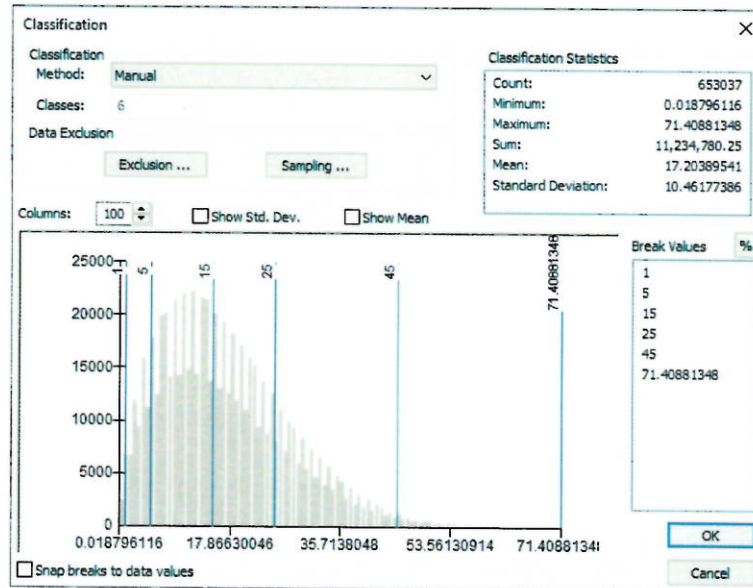 Classification
Classification
Method: Manual
Classes: 6
Data Exclusion
Exclusion ... Sampling ...
Classification Statistics
Count: 653037
Minimum: 0.018796116
Maximum: 71.40881348
Sum: 11,234,780.25
Mean: 17.20389541
Standard Deviation: 10.46177386
Columns: 100 Show Std. Dev. Show Mean
Break Values %
1
5
15
25
45
71.40881348
25000
20000
15000
10000
5000
0
1
5
15
25
45
71.40881348
0.018796116 17.86630046 35.7138048 53.56130914 71.4088134
Snap breaks to data values
OK
Cancel